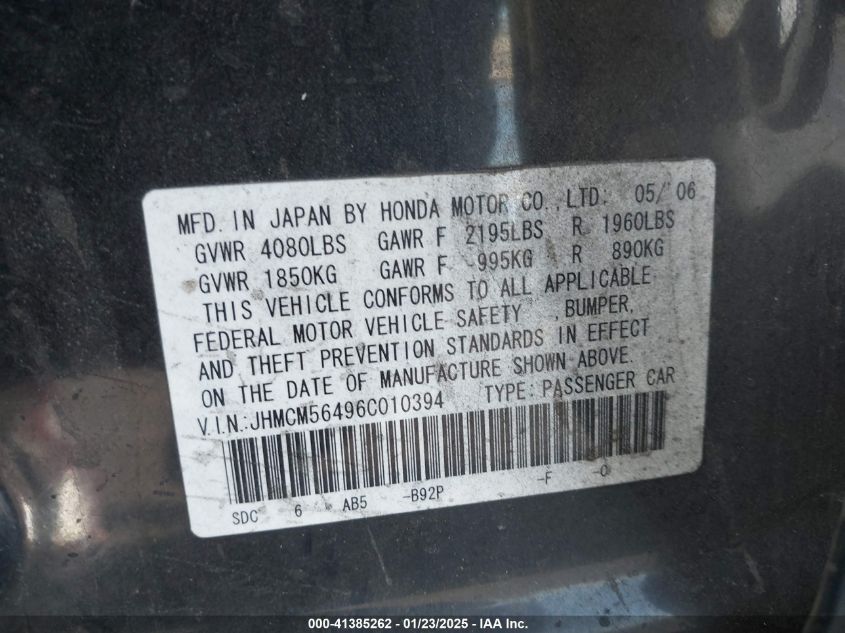 MFD. IN JAPAN BY HONDA MOTOR CO., LTD: 05/ 06
GVWR 4080LBS GAWR F 2195LBS R 1960LBS
GVWR 1850KG GAWR F 995KG R 890KG
THIS VEHICLE CONFORMS TO ALL APPLICABLE
FEDERAL MOTOR VEHICLE SAFETY , BUMPER,
AND THEFT PREVENTION STANDARDS IN EFFECT
ON THE DATE OF MANUFACTURE SHOWN ABOVE.
V.I.N.:JHMCM56496C010394 TYPE: PASSENGER CAR
SDC 6 AB5 -B92P -F -0
000-41385262 - 01/23/2025 - IAA Inc.